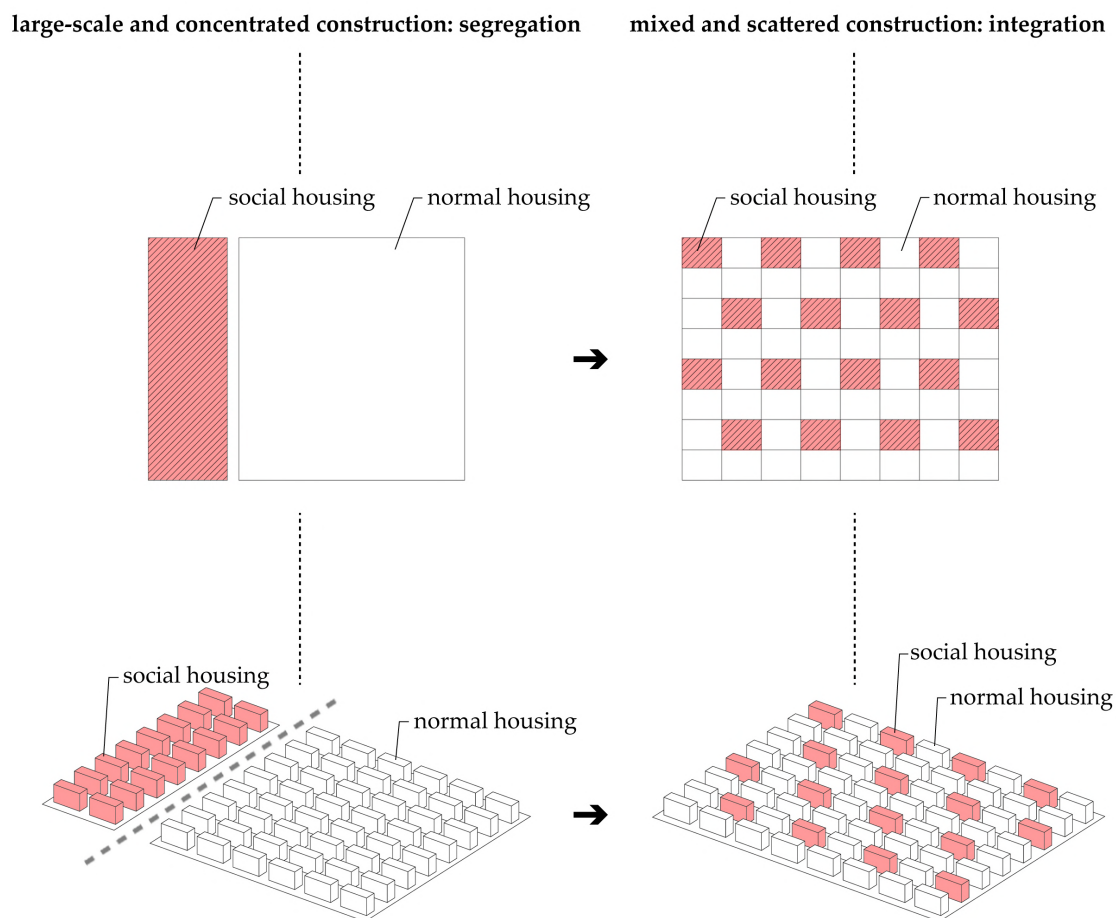 large-scale and concentrated construction: segregation
mixed and scattered construction: integration
social housing
normal housing
social housing
normal housing
social housing
normal housing
social housing
normal housing